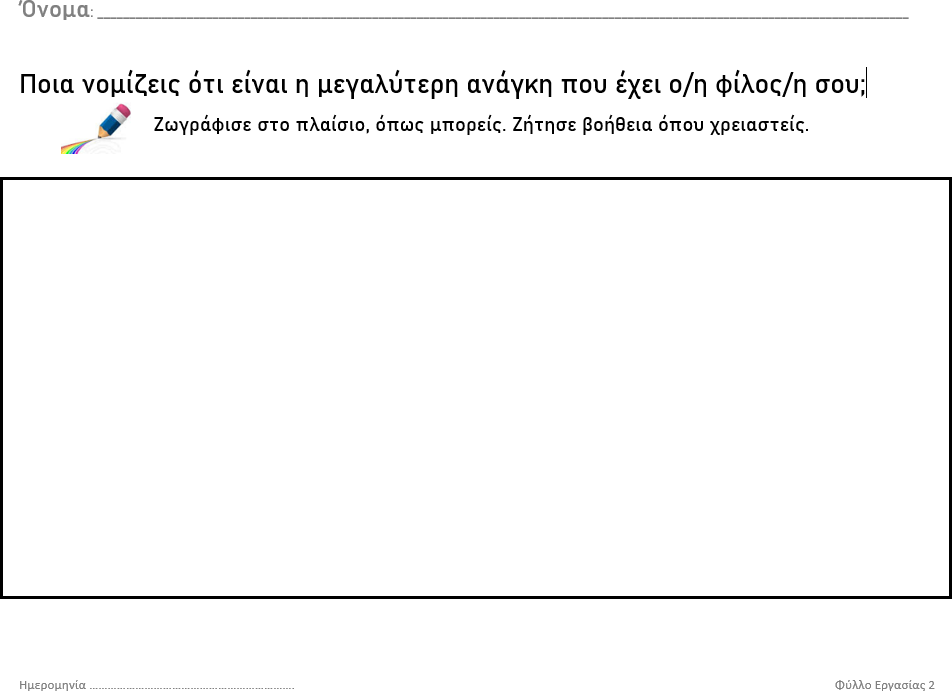 Όνομα: ________________________________________________________________________________
Ποια νομίζεις ότι είναι η μεγαλύτερη ανάγκη που έχει ο/η φίλος/η σου;
Ζωγράφισε στο πλαίσιο, όπως μπορείς. Ζήτησε βοήθεια όπου χρειαστείς.
Ημερομηνία ………………………………………………………….
Φύλλο Εργασίας 2